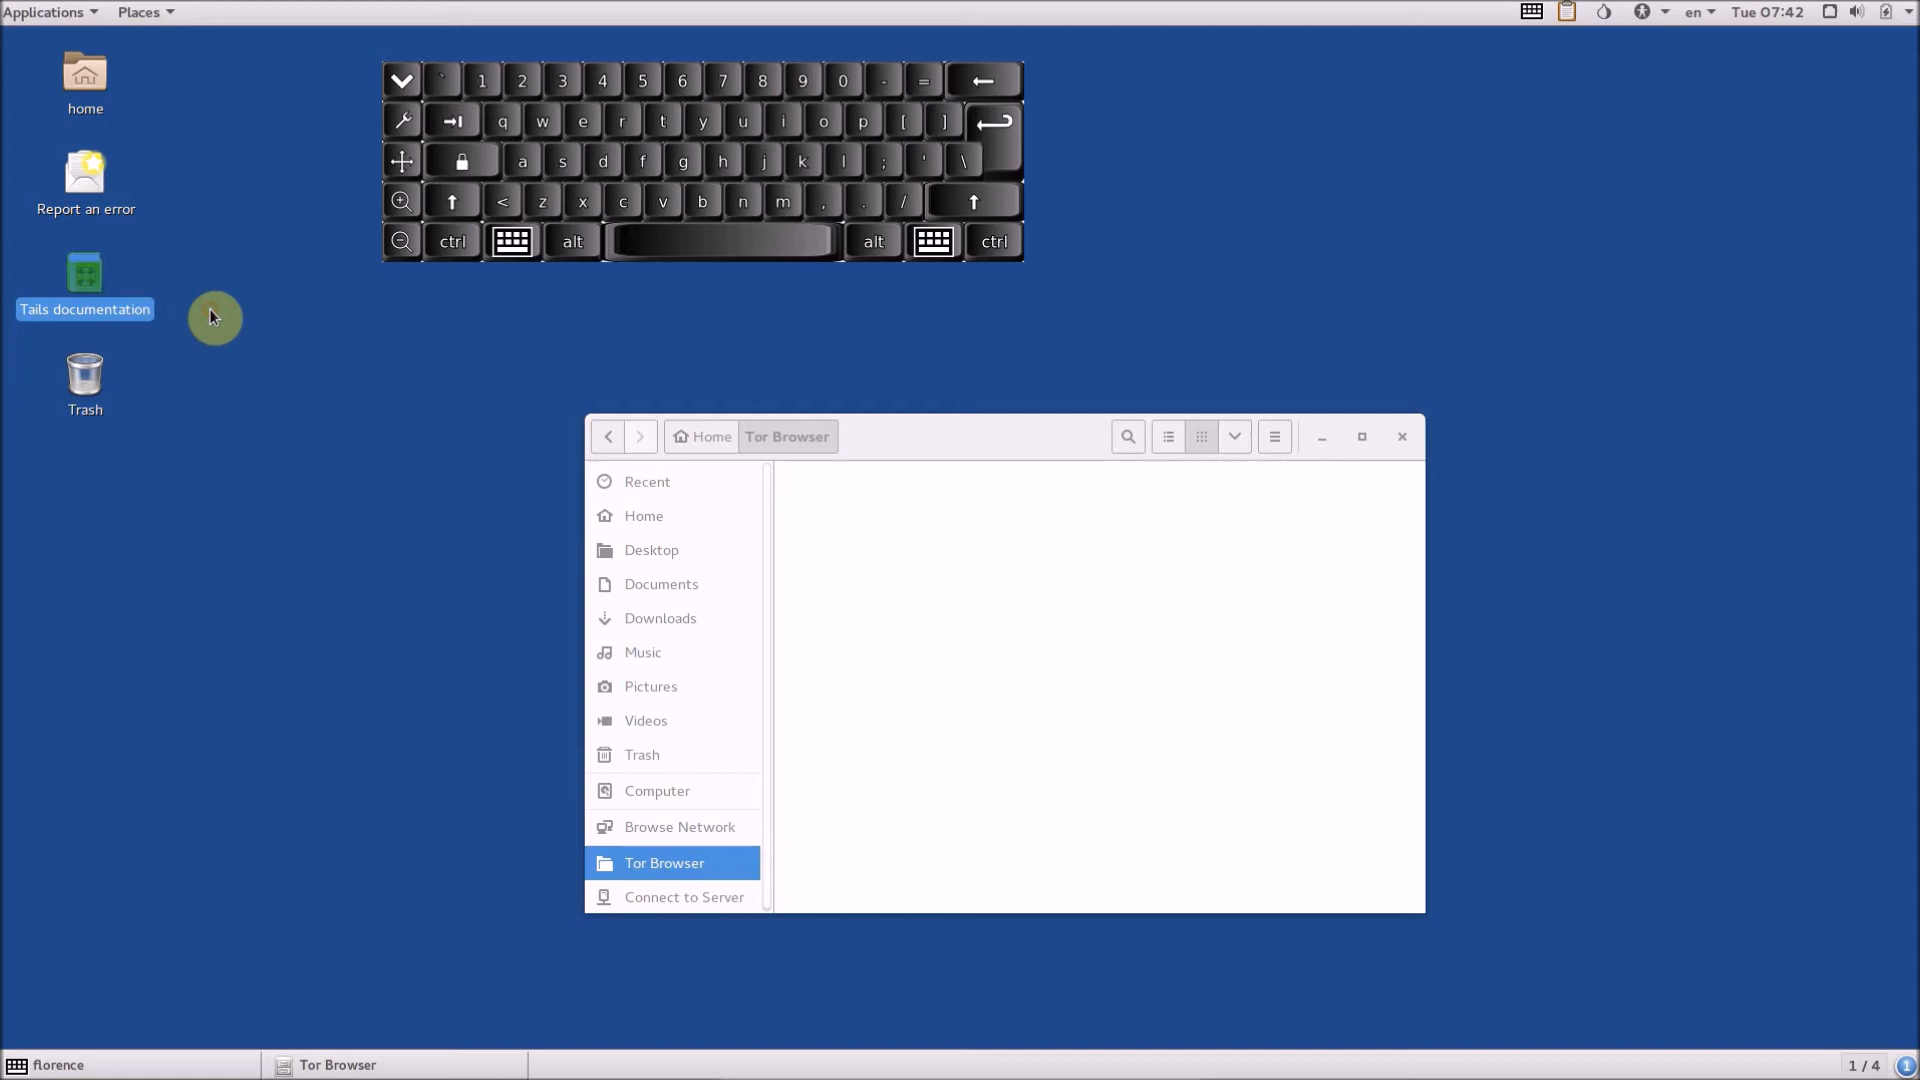 Applications Places en Tue 07:42
home
Report an error
Tails documentation
Trash
` 1 2 3 4 5 6 7 8 9 0 - =
q w e r t y u i o p [ ]
a s d f g h j k l ; ' \
< z x c v b n m , . /
ctrl alt alt ctrl
Home Tor Browser
Recent
Home
Desktop
Documents
Downloads
Music
Pictures
Videos
Trash
Computer
Browse Network
Tor Browser
Connect to Server
florence Tor Browser 1 / 4 1